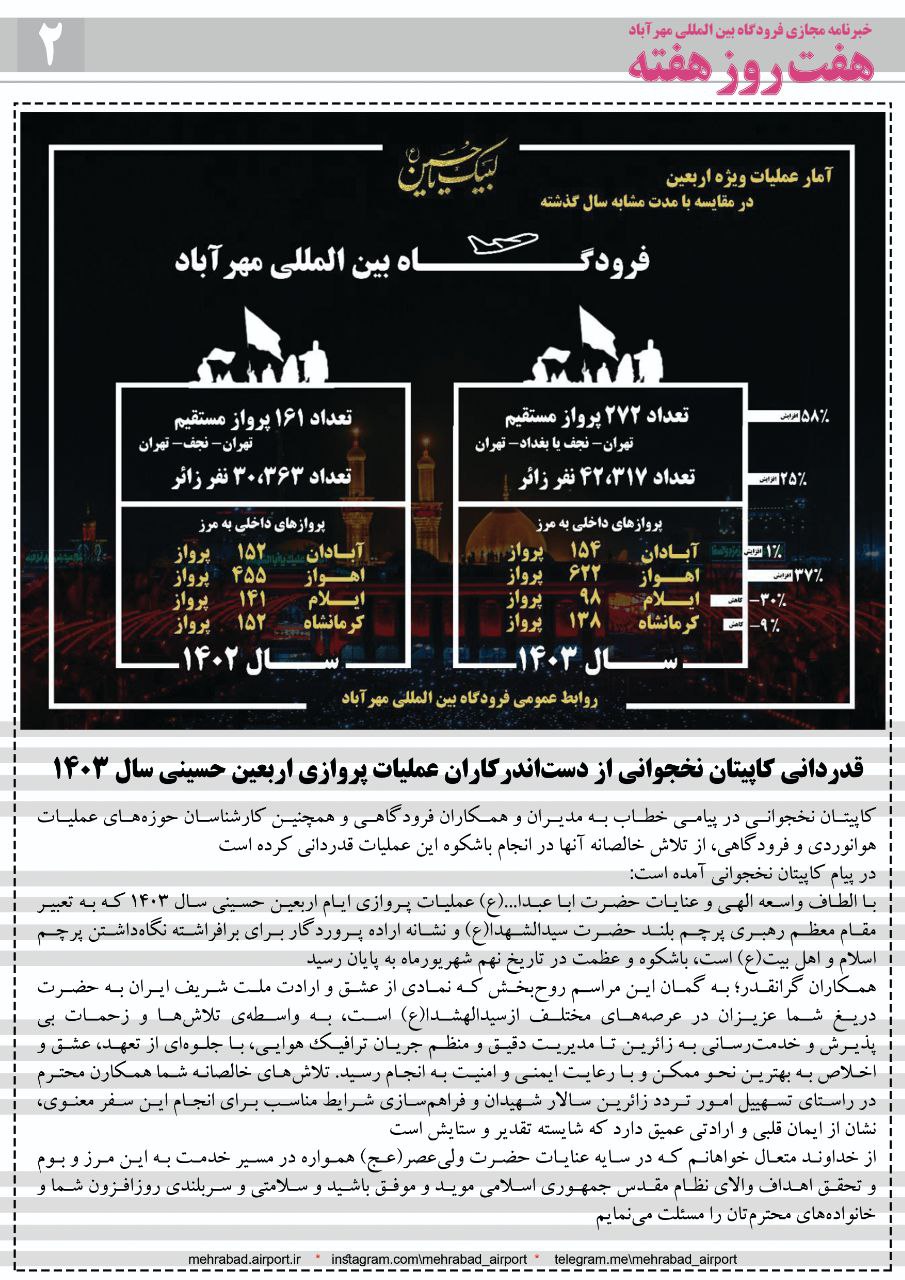 خبرنامه مجازی فرودگاه بین المللی مهرآباد
هفت روز هفته
۲
لبیک یا حسین (ع)
آمار عملیات ویژه اربعین
در مقایسه با مدت مشابه سال گذشته
فرودگاه بین المللی مهرآباد
تعداد ۲۷۲ پرواز مستقیم
تهران- نجف یا بغداد- تهران
تعداد ۴۲،۳۱۷ نفر زائر
پروازهای داخلی به مرز
آبادان ۱۵۴ پرواز
اهواز ۶۲۲ پرواز
ایلام ۹۸ پرواز
کرمانشاه ۱۳۸ پرواز
سال ۱۴۰۳
۵۸٪ افزایش
۲۵٪ افزایش
۱٪ افزایش
۳۷٪ افزایش
-۳۰٪ کاهش
-۹٪ کاهش
تعداد ۱۶۱ پرواز مستقیم
تهران- نجف- تهران
تعداد ۳۰،۳۶۳ نفر زائر
پروازهای داخلی به مرز
آبادان ۱۵۲ پرواز
اهواز ۴۵۵ پرواز
ایلام ۱۴۱ پرواز
کرمانشاه ۱۵۲ پرواز
سال ۱۴۰۲
روابط عمومی فرودگاه بین المللی مهرآباد
قدردانی کاپیتان نخجوانی از دست‌اندرکاران عملیات پروازی اربعین حسینی سال ۱۴۰۳
کاپیتان نخجوانی در پیامی خطاب به مدیران و همکاران فرودگاهی و همچنین کارشناسان حوزه‌های عملیات
هوانوردی و فرودگاهی، از تلاش خالصانه آنها در انجام باشکوه این عملیات قدردانی کرده است
در پیام کاپیتان نخجوانی آمده است:
با الطاف واسعه الهی و عنایات حضرت ابا عبدا...(ع) عملیات پروازی ایام اربعین حسینی سال ۱۴۰۳ که به تعبیر
مقام معظم رهبری پرچم بلند حضرت سیدالشهدا(ع) و نشانه اراده پروردگار برای برافراشته نگاه‌داشتن پرچم
اسلام و اهل بیت(ع) است، باشکوه و عظمت در تاریخ نهم شهریورماه به پایان رسید
همکاران گرانقدر؛ به گمان این مراسم روح‌بخش که نمادی از عشق و ارادت ملت شریف ایران به حضرت
دریغ شما عزیزان در عرصه‌های مختلف ازسیدالهشدا(ع) است، به واسطه‌ی تلاش‌ها و زحمات بی
پذیرش و خدمت‌رسانی به زائرین تا مدیریت دقیق و منظم جریان ترافیک هوایی، با جلوه‌ای از تعهد، عشق و
اخلاص به بهترین نحو ممکن و با رعایت ایمنی و امنیت به انجام رسید. تلاش‌های خالصانه شما همکارن محترم
در راستای تسهییل امور تردد زائرین سالار شهیدان و فراهم‌سازی شرایط مناسب برای انجام این سفر معنوی،
نشان از ایمان قلبی و ارادتی عمیق دارد که شایسته تقدیر و ستایش است
از خداوند متعال خواهانم که در سایه عنایات حضرت ولی‌عصر(عج) همواره در مسیر خدمت به این مرز و بوم
و تحقق اهداف والای نظام مقدس جمهوری اسلامی موید و موفق باشید و سلامتی و سربلندی روزافزون شما و
خانواده‌های محترم‌تان را مسئلت می‌نمایم
mehrabad.airport.ir * instagram.com\mehrabad_airport * telegram.me\mehrabad_airport